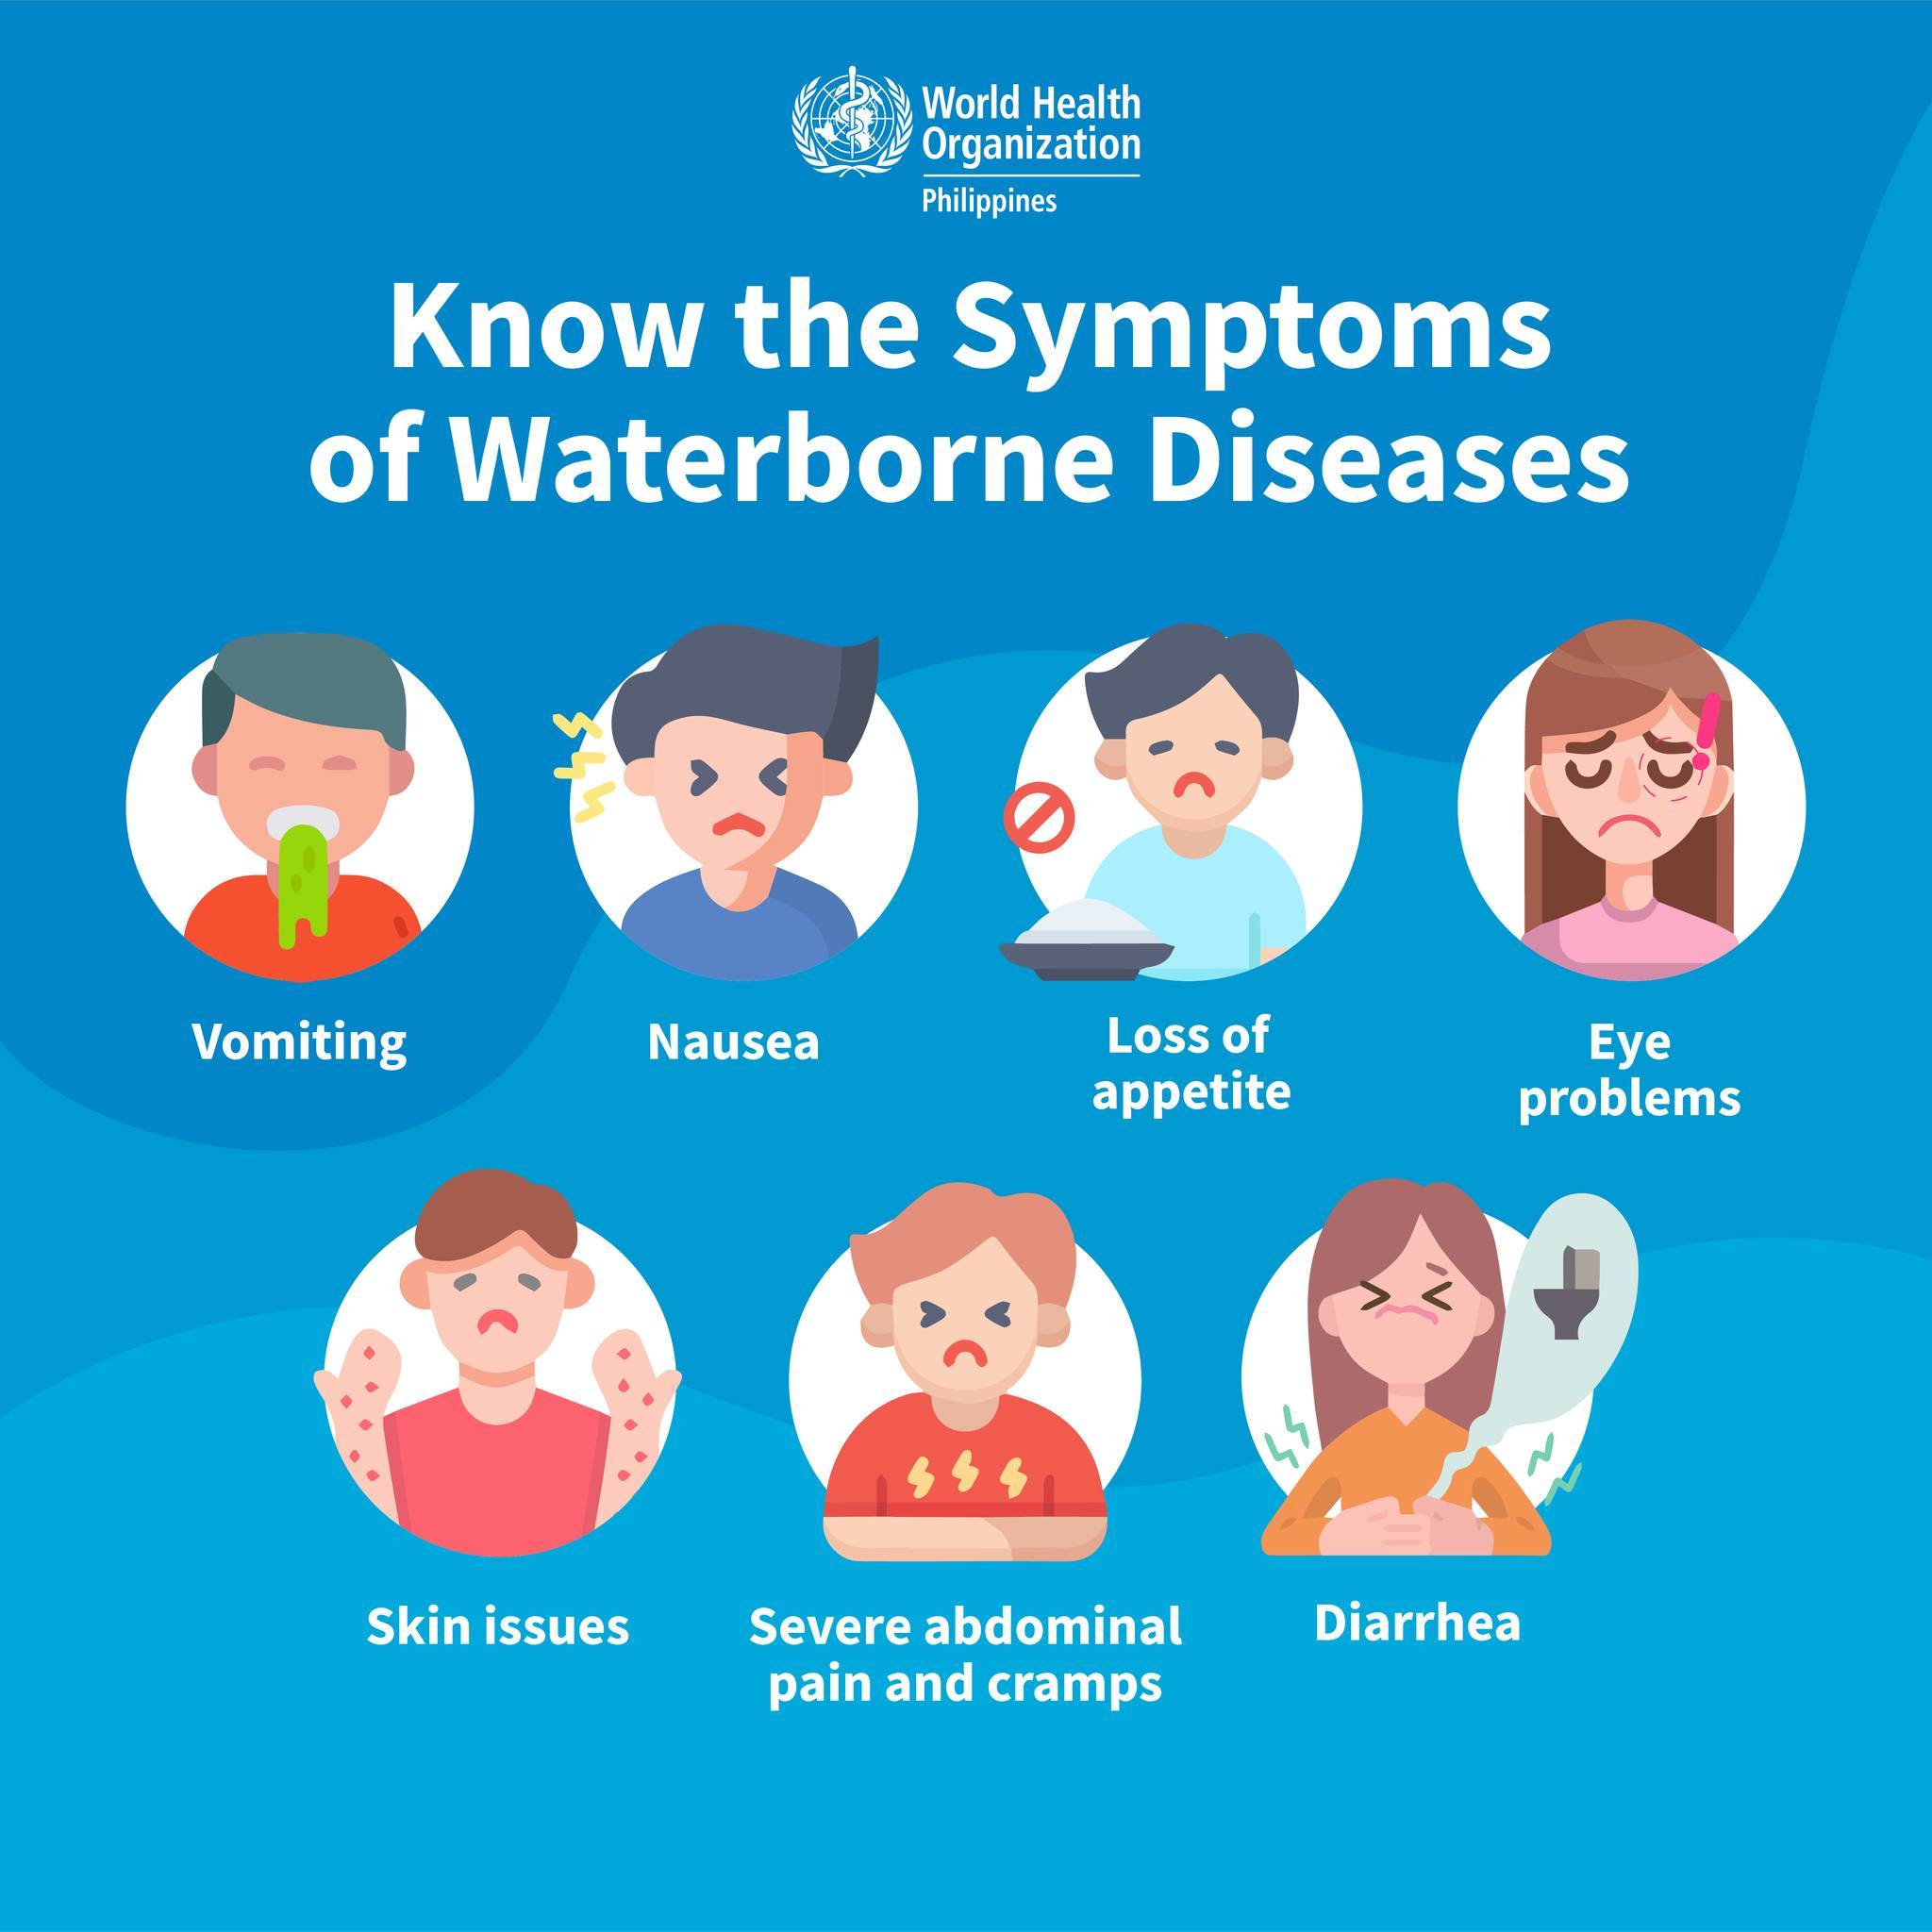 World Health
Organization
Philippines
Know the Symptoms
of Waterborne Diseases
Vomiting
Nausea
Loss of
appetite
Eye
problems
Skin issues
Severe abdominal
pain and cramps
Diarrhea